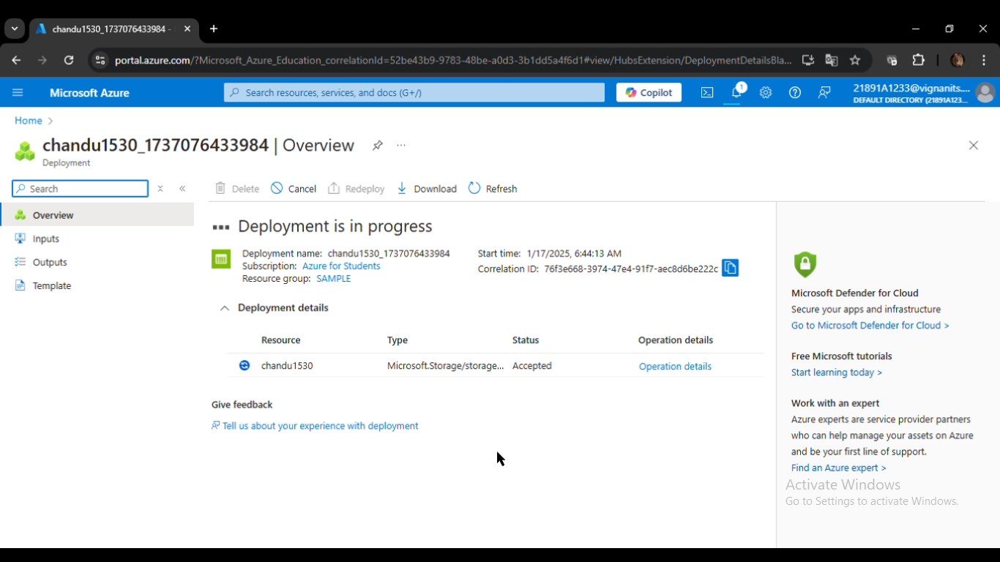 chandu1530_1737076433984 -
portal.azure.com/?Microsoft_Azure_Education_correlationId=52be43b9-9783-48be-a0d3-3b1dd5a4f6d1#view/HubsExtension/DeploymentDetailsBla...
Microsoft Azure
Search resources, services, and docs (G+/)
Copilot
1
21891A1233@vignanits....
DEFAULT DIRECTORY (21891A123...
Home >
chandu1530_1737076433984 | Overview
Deployment
Search
Delete Cancel Redeploy Download Refresh
Overview
Inputs
Outputs
Template
Deployment is in progress
Deployment name: chandu1530_1737076433984
Subscription: Azure for Students
Resource group: SAMPLE
Start time: 1/17/2025, 6:44:13 AM
Correlation ID: 76f3e668-3974-47e4-91f7-aec8d6be222c
Deployment details
Resource Type Status Operation details
chandu1530 Microsoft.Storage/storage... Accepted Operation details
Give feedback
Tell us about your experience with deployment
Microsoft Defender for Cloud
Secure your apps and infrastructure
Go to Microsoft Defender for Cloud >
Free Microsoft tutorials
Start learning today >
Work with an expert
Azure experts are service provider partners
who can help manage your assets on Azure
and be your first line of support.
Find an Azure expert >
Activate Windows
Go to Settings to activate Windows.